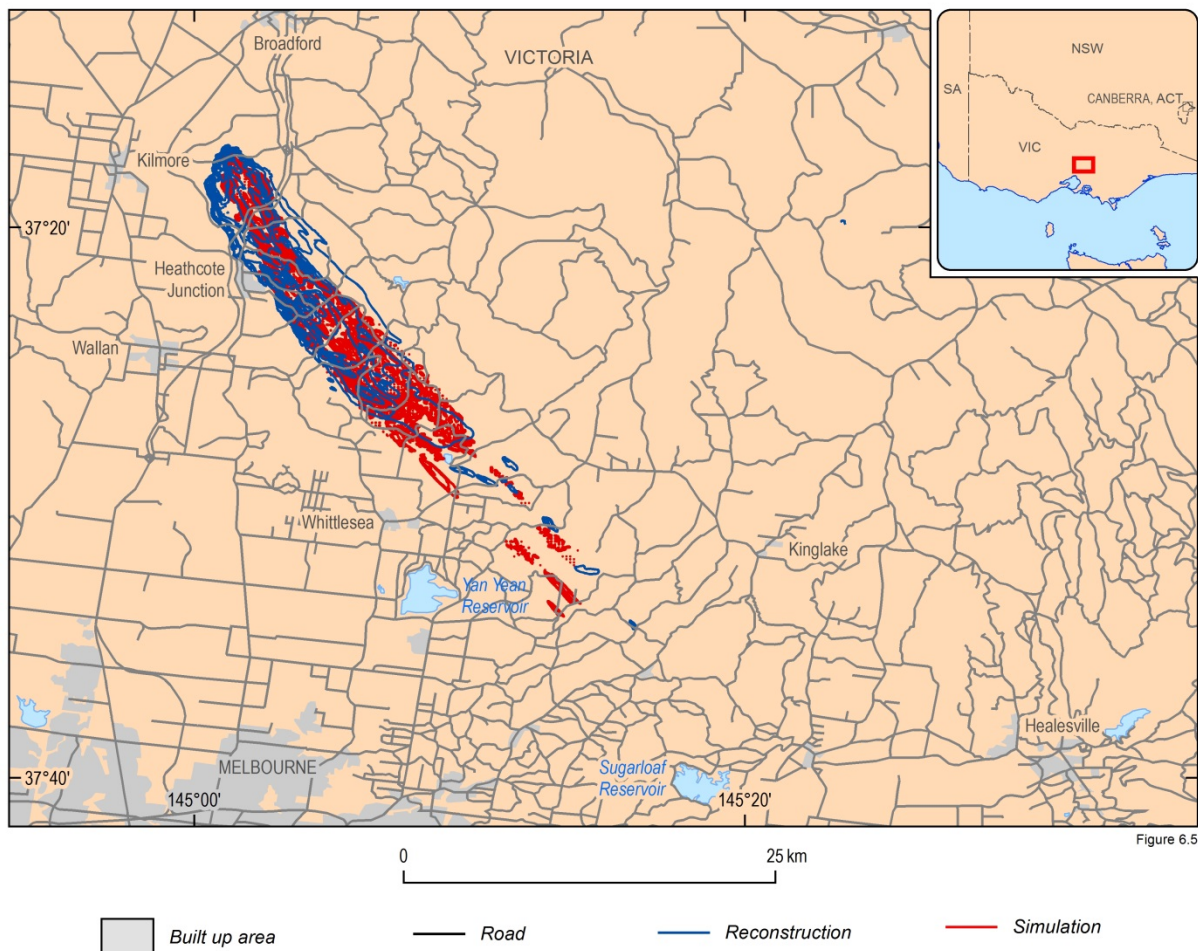 Broadford
VICTORIA
NSW
SA
CANBERRA, ACT
VIC
Kilmore
37°20'
37°20'
Heathcote
Junction
Wallan
Whittlesea
Kinglake
Yan Yean
Reservoir
Healesville
MELBOURNE
Sugarloaf
Reservoir
37°40'
145°00'
145°20'
Figure 6.5
0
25 km
Built up area
Road
Reconstruction
Simulation